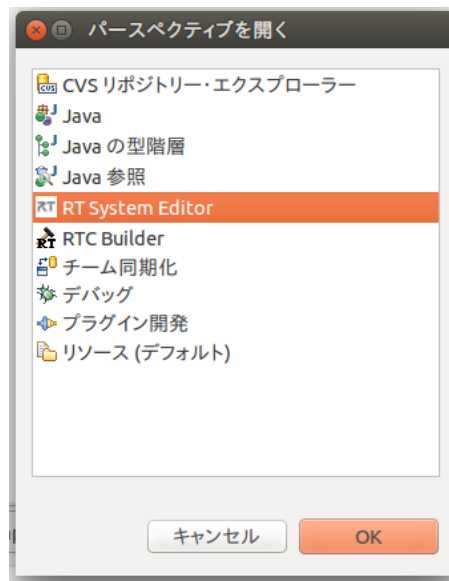 パースペクティブを開く
CVS リポジトリー・エクスプローラー
Java
Java の型階層
Java 参照
RT System Editor
RTC Builder
チーム同期化
デバッグ
プラグイン開発
リソース (デフォルト)
キャンセル
OK